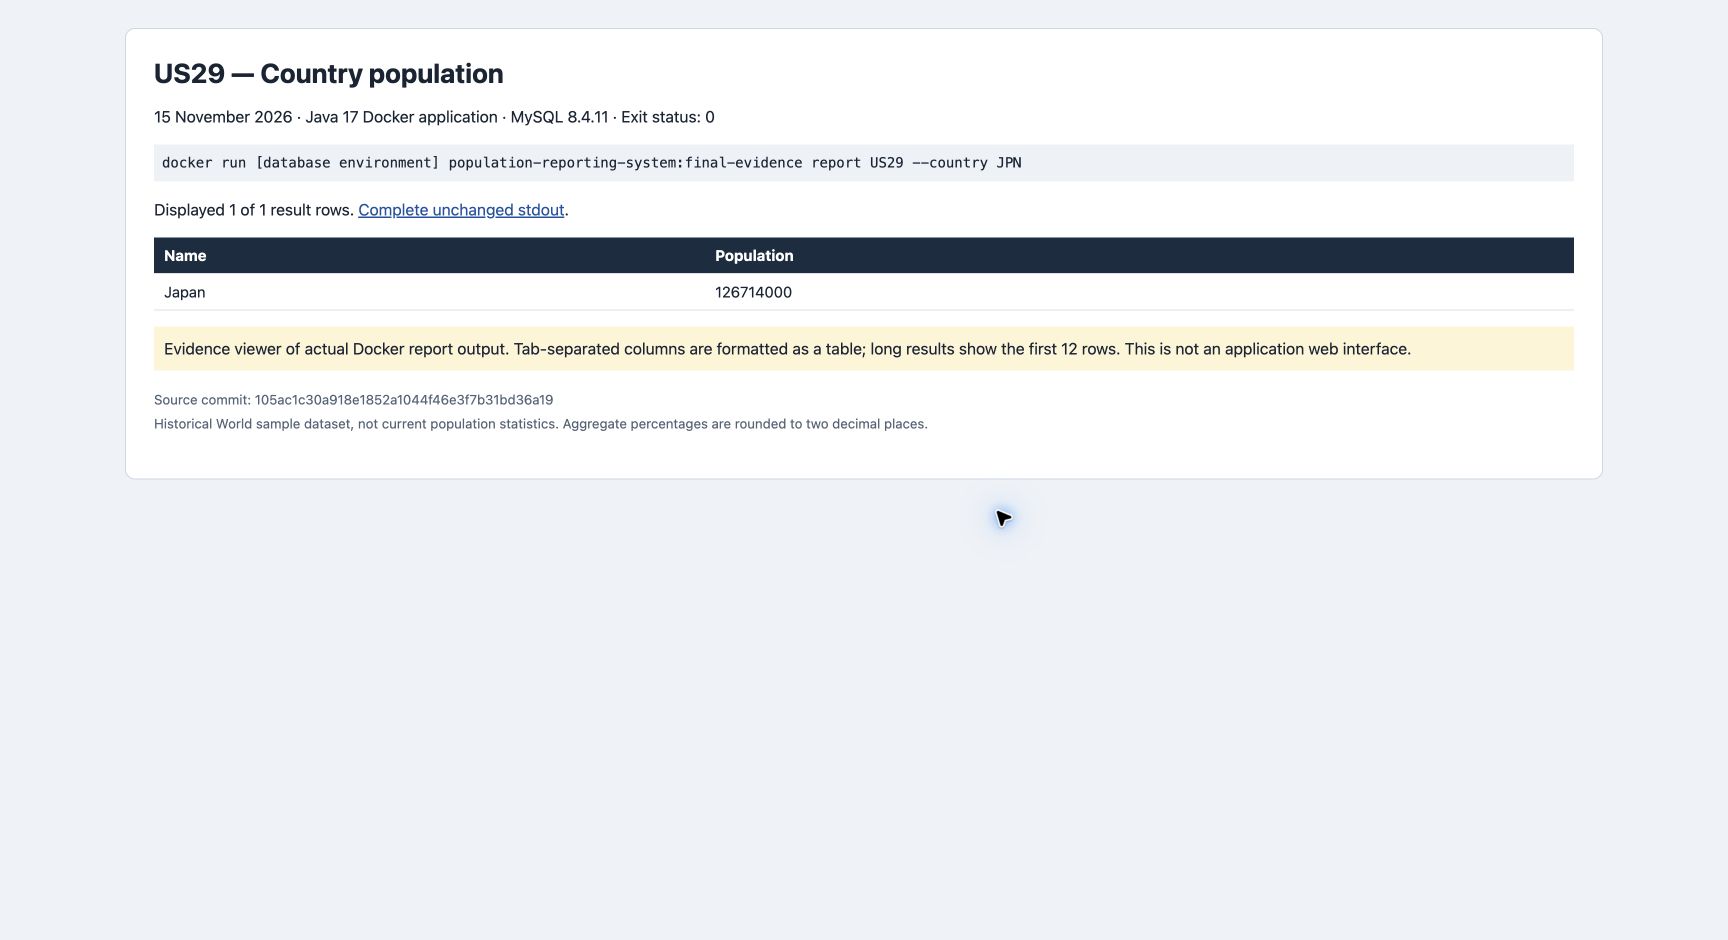 US29 — Country population
15 November 2026 · Java 17 Docker application · MySQL 8.4.11 · Exit status: 0
docker run [database environment] population-reporting-system:final-evidence report US29 --country JPN
Displayed 1 of 1 result rows. Complete unchanged stdout.
Name Population
Japan 126714000
Evidence viewer of actual Docker report output. Tab-separated columns are formatted as a table; long results show the first 12 rows. This is not an application web interface.
Source commit: 105ac1c30a918e1852a1044f46e3f7b31bd36a19
Historical World sample dataset, not current population statistics. Aggregate percentages are rounded to two decimal places.